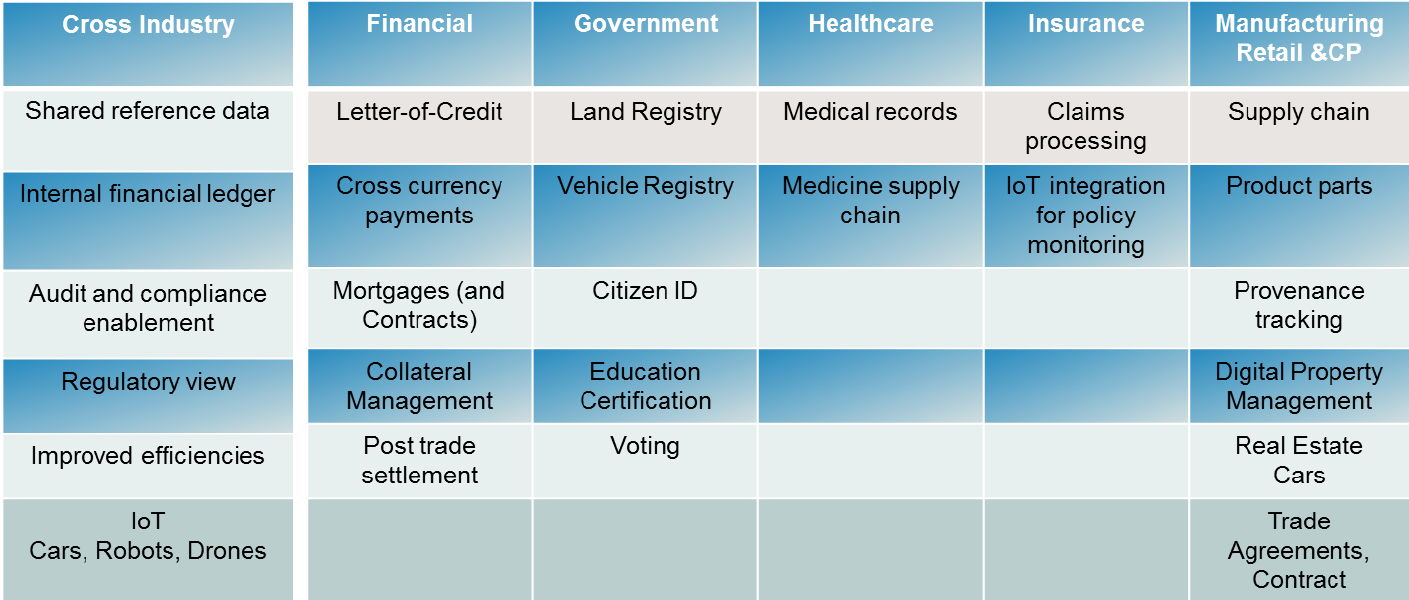 Cross Industry
Financial
Government
Healthcare
Insurance
Manufacturing
Retail &CP
Shared reference data
Letter-of-Credit
Land Registry
Medical records
Claims
processing
Supply chain
Internal financial ledger
Cross currency
payments
Vehicle Registry
Medicine supply
chain
IoT integration
for policy
monitoring
Product parts
Audit and compliance
enablement
Mortgages (and
Contracts)
Citizen ID
Provenance
tracking
Regulatory view
Collateral
Management
Education
Certification
Digital Property
Management
Improved efficiencies
Post trade
settlement
Voting
Real Estate
Cars
IoT
Cars, Robots, Drones
Trade
Agreements,
Contract